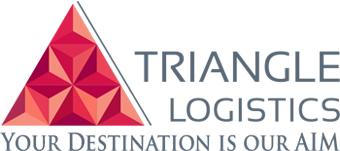 TRIANGLE
LOGISTICS
YOUR DESTINATION IS OUR AIM